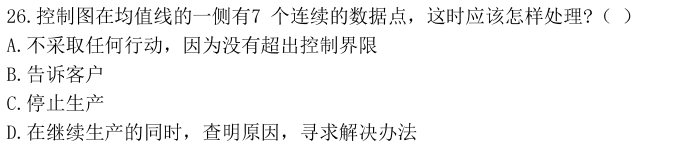 26.控制图在均值线的一侧有7 个连续的数据点，这时应该怎样处理?（ ）
A.不采取任何行动，因为没有超出控制界限
B.告诉客户
C.停止生产
D.在继续生产的同时，查明原因，寻求解决办法